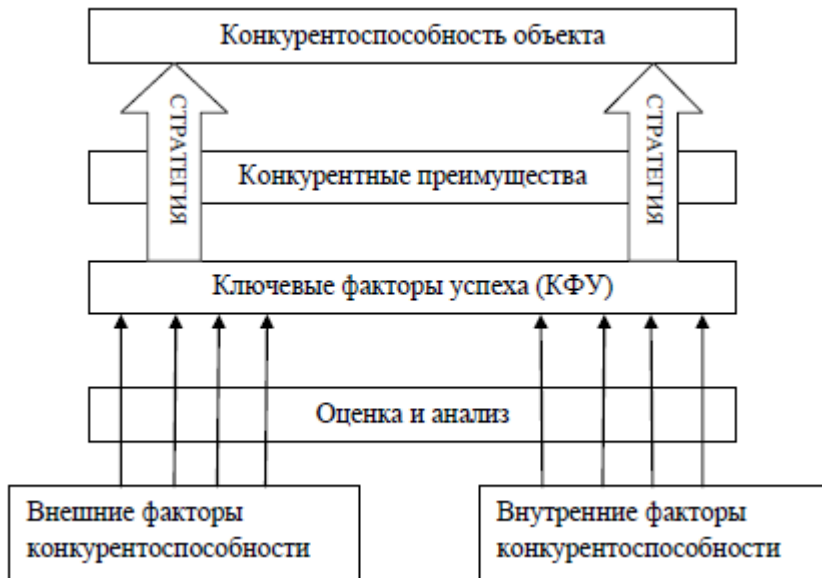 Конкурентоспособность объекта
СТРАТЕГИЯ
СТРАТЕГИЯ
Конкурентные преимущества
Ключевые факторы успеха (КФУ)
Оценка и анализ
Внешние факторы
конкурентоспособности
Внутренние факторы
конкурентоспособности